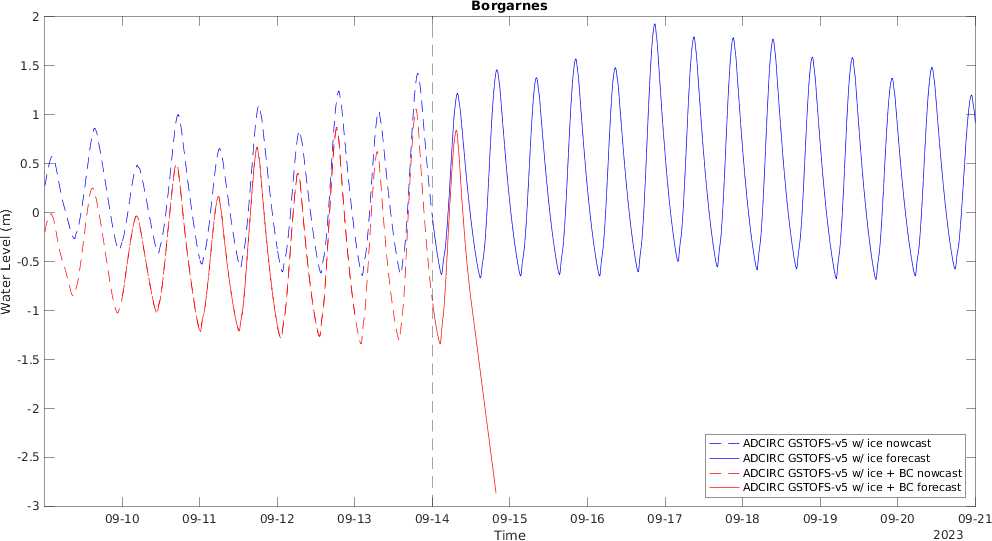 Borgarnes
2
1.5
1
0.5
0
-0.5
-1
-1.5
-2
-2.5
-3
Water Level (m)
09-10 09-11 09-12 09-13 09-14 09-15 09-16 09-17 09-18 09-19 09-20 09-21
Time
2023
ADCIRC GSTOFS-v5 w/ ice nowcast
ADCIRC GSTOFS-v5 w/ ice forecast
ADCIRC GSTOFS-v5 w/ ice + BC nowcast
ADCIRC GSTOFS-v5 w/ ice + BC forecast